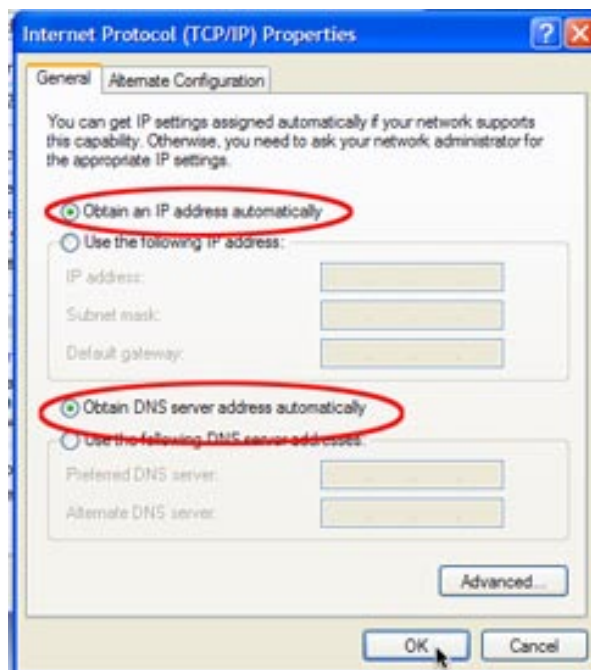 Internet Protocol (TCP/IP) Properties
General
Alternate Configuration
You can get IP settings assigned automatically if your network supports
this capability. Otherwise, you need to ask your network administrator for
the appropriate IP settings.
Obtain an IP address automatically
Use the following IP address:
IP address:
Subnet mask:
Default gateway:
Obtain DNS server address automatically
Use the following DNS server addresses:
Preferred DNS server:
Alternate DNS server:
Advanced...
OK
Cancel